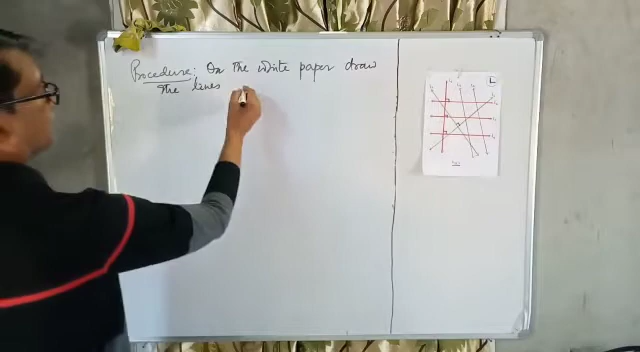 Procedure: On the white paper draw
the lines